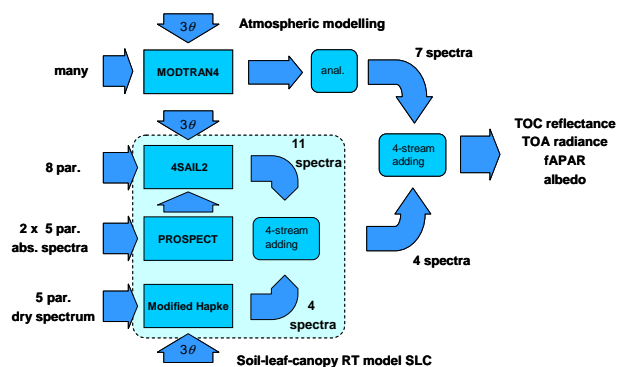 3θ
Atmospheric modelling
many
MODTRAN4
anal.
7 spectra
3θ
TOC reflectance
TOA radiance
fAPAR
albedo
8 par.
4SAIL2
11
spectra
4-stream
adding
2 x 5 par.
abs. spectra
PROSPECT
4-stream
adding
4 spectra
5 par.
dry spectrum
Modified Hapke
4
spectra
3θ
Soil-leaf-canopy RT model SLC